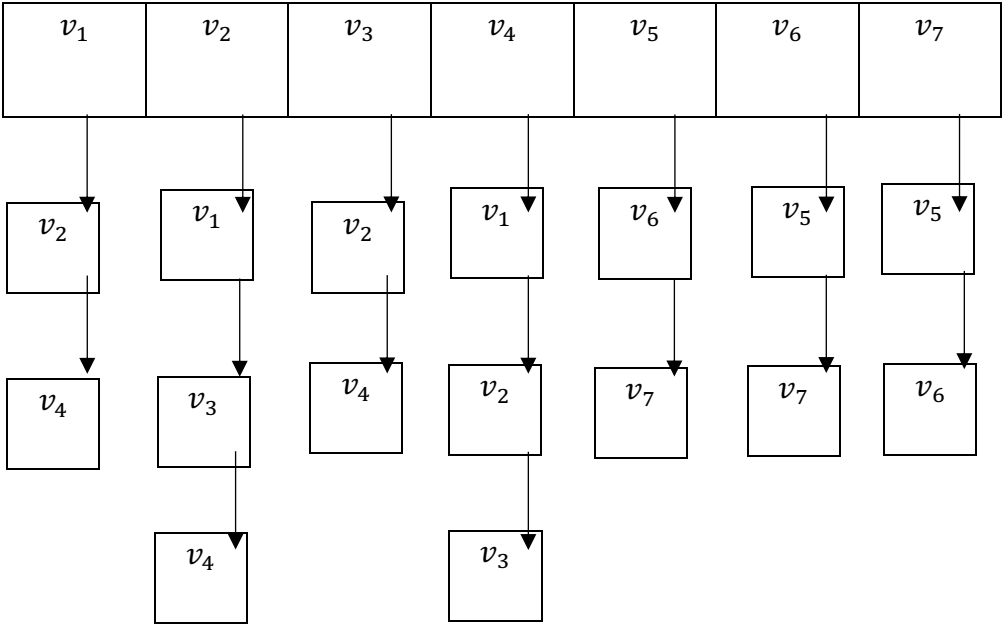 v₁ v₂ v₃ v₄ v₅ v₆ v₇
v₂ v₁ v₂ v₁ v₆ v₅ v₅
v₄ v₃ v₄ v₂ v₇ v₇ v₆
v₄ v₃